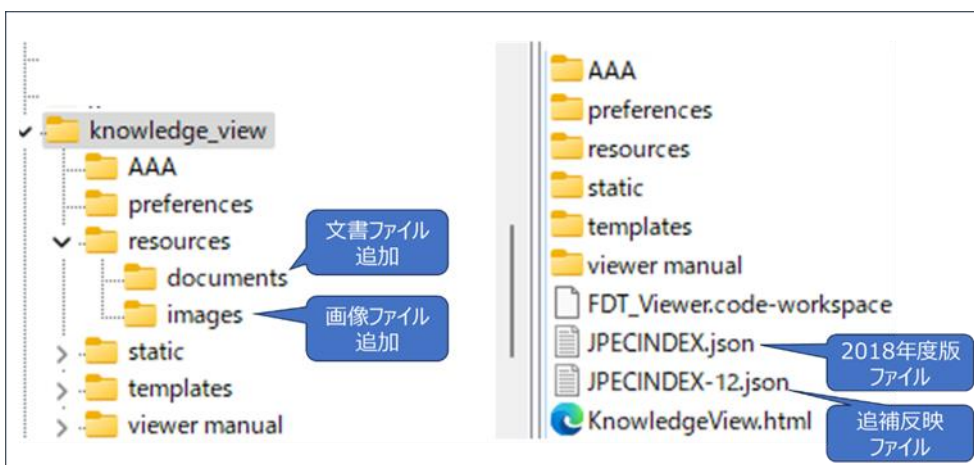 knowledge_view
AAA
preferences
resources
documents
images
static
templates
viewer manual
文書ファイル
追加
画像ファイル
追加
AAA
preferences
resources
static
templates
viewer manual
FDT_Viewer.code-workspace
JPECINDEX.json
JPECINDEX-12.json
KnowledgeView.html
2018年度版
ファイル
追補反映
ファイル